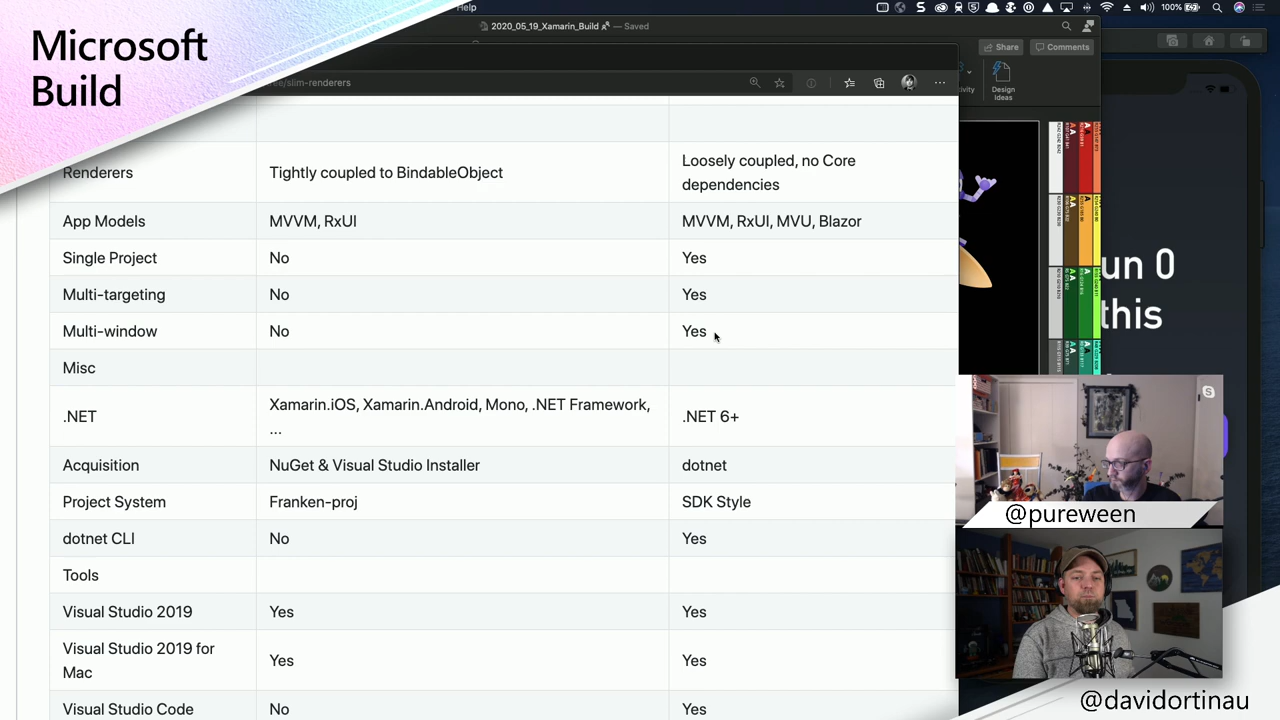 Help
Microsoft
Build
2020_05_19_Xamarin_Build — Saved
100%
Share
Comments
/slim-renderers
Design
Ideas
Renderers
Tightly coupled to BindableObject
Loosely coupled, no Core
dependencies
App Models
MVVM, RxUI
MVVM, RxUI, MVU, Blazor
Single Project
No
Yes
Multi-targeting
No
Yes
Multi-window
No
Yes
Misc
.NET
Xamarin.iOS, Xamarin.Android, Mono, .NET Framework,
...
.NET 6+
Acquisition
NuGet & Visual Studio Installer
dotnet
Project System
Franken-proj
SDK Style
dotnet CLI
No
Yes
Tools
Visual Studio 2019
Yes
Yes
Visual Studio 2019 for
Mac
Yes
Yes
Visual Studio Code
No
Yes
un 0
this
@pureween
@davidortinau